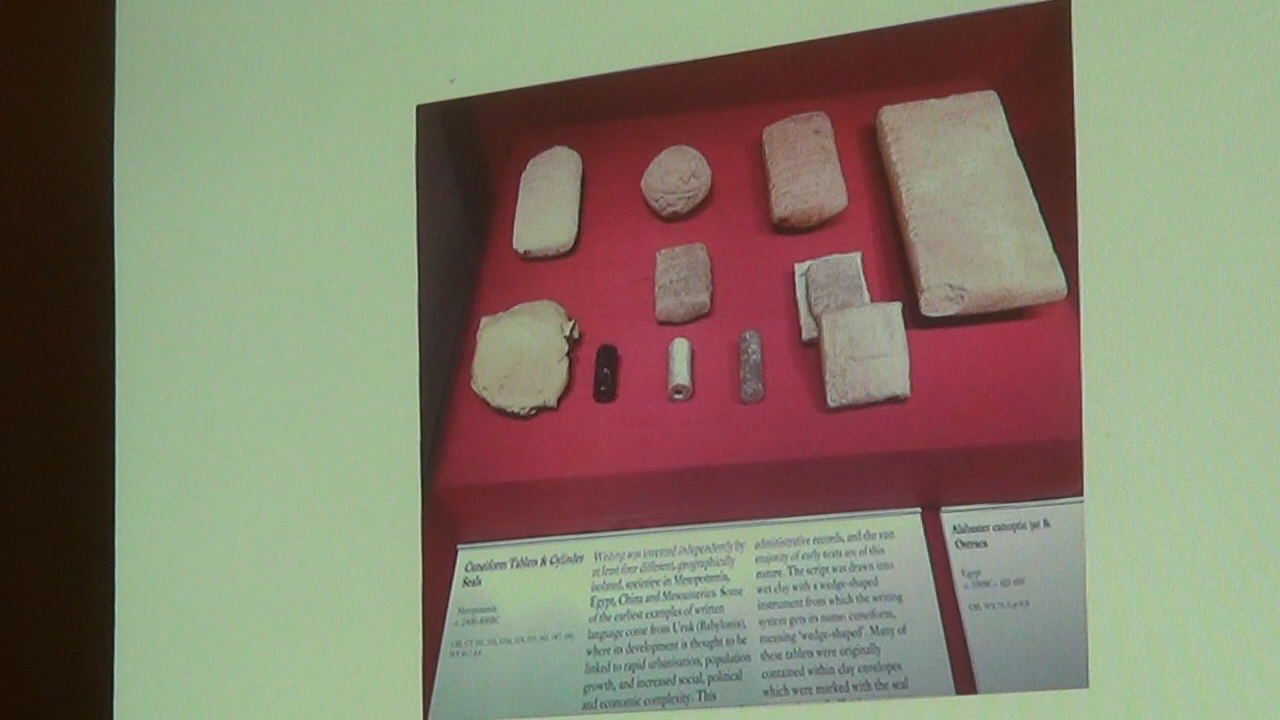 Cuneiform Tablets & Cylinder
Seals
Mesopotamia
Writing was invented independently by
at least four different, geographically
isolated, societies in Mesopotamia,
Egypt, China and Mesoamerica. Some
of the earliest examples of written
language come from Uruk (Babylonia),
where its development is thought to be
linked to rapid urbanisation, population
growth, and increased social, political
and economic complexity. This
administrative records, and the vast
majority of early texts are of this
nature. The script was drawn into
wet clay with a wedge-shaped
instrument from which the writing
system gets its name: cuneiform,
meaning 'wedge-shaped'. Many of
these tablets were originally
contained within clay envelopes
which were marked with the seal
Alabaster canopic jar &
Egypt